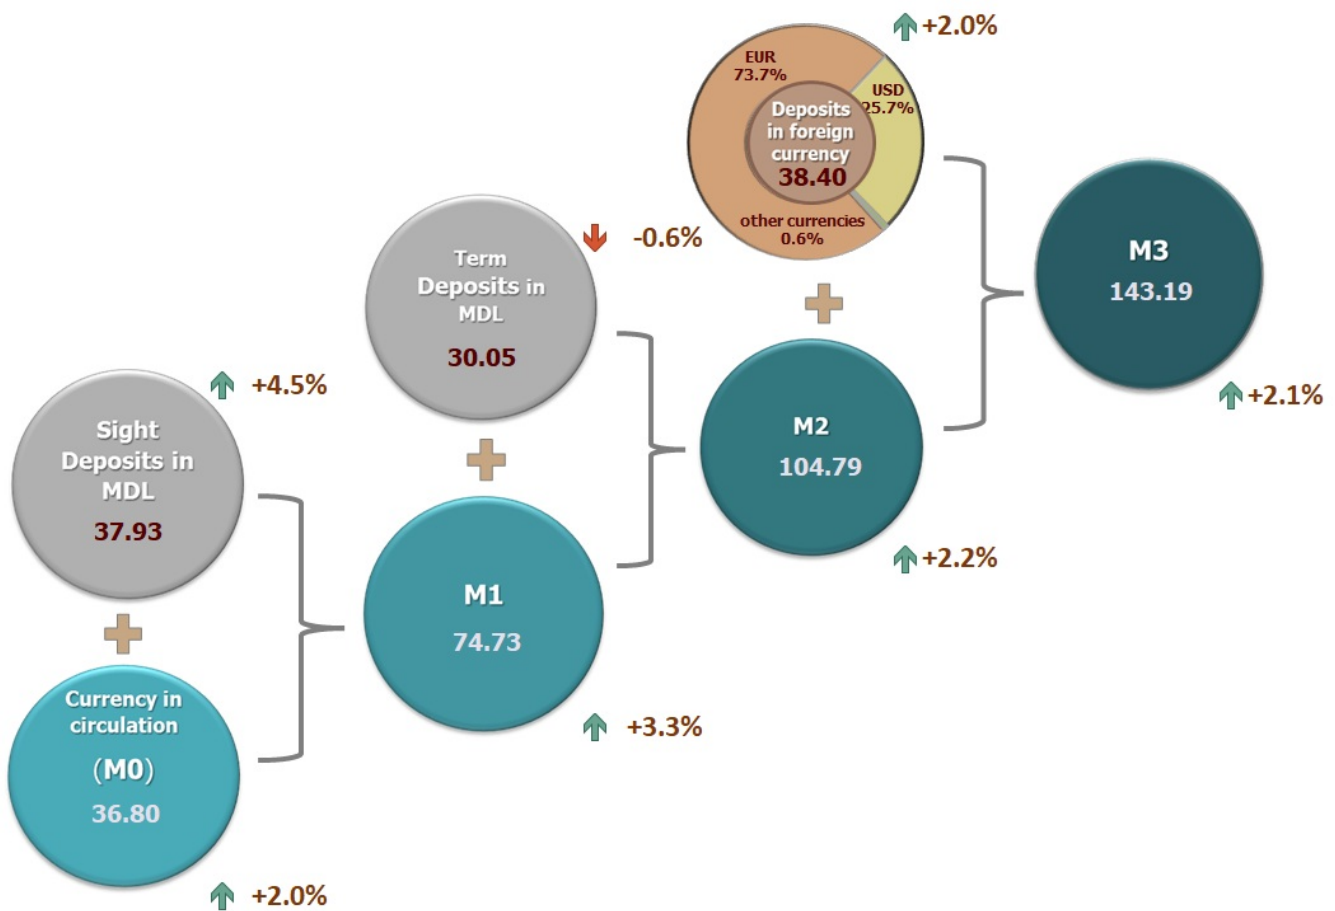 +2.0%
EUR
73.7%
USD
25.7%
Deposits
in foreign
currency
38.40
other currencies
0.6%
M3
143.19
+2.1%
Term
Deposits in
MDL
30.05
-0.6%
M2
104.79
+2.2%
+4.5%
Sight
Deposits in
MDL
37.93
M1
74.73
+3.3%
Currency in
circulation
(M0)
36.80
+2.0%